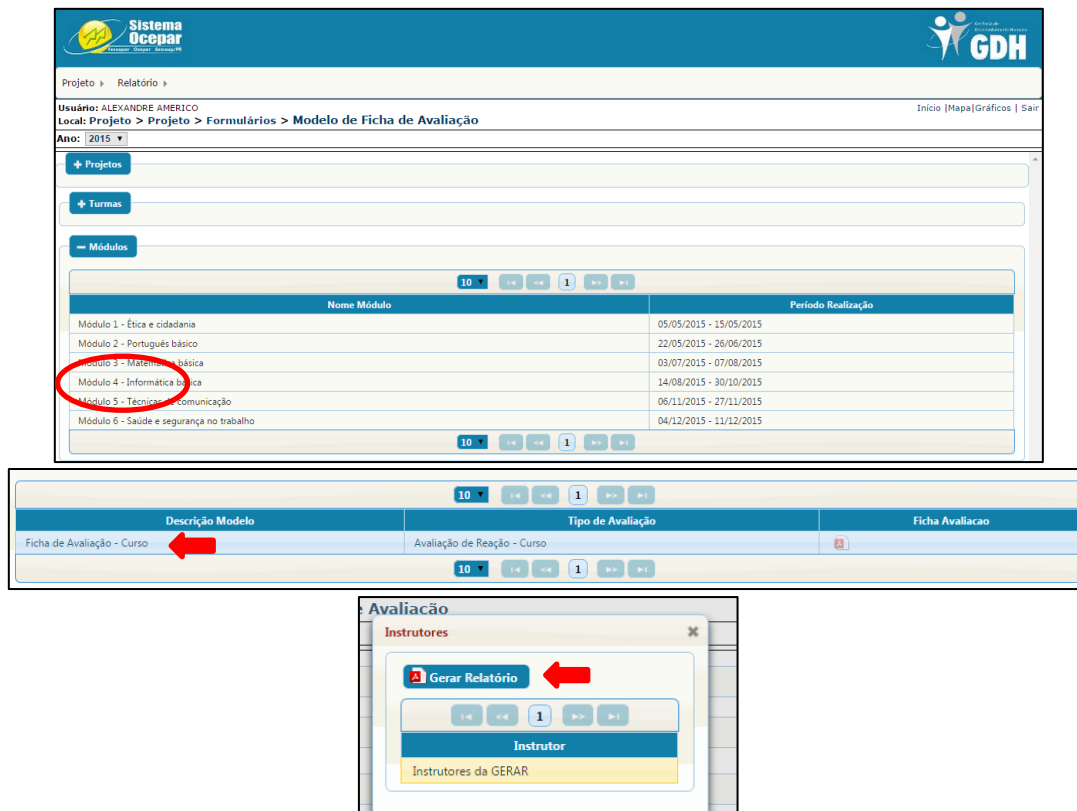 Sistema
Ocepar
Fecoopar Ocepar Sescoop/PR
GDH
Projeto Relatório
Usuário: ALEXANDRE AMERICO
Início |Mapa|Gráficos | Sair
Local: Projeto > Projeto > Formulários > Modelo de Ficha de Avaliação
Ano: 2015
+ Projetos
+ Turmas
– Módulos
10 1
Nome Módulo Período Realização
Módulo 1 - Ética e cidadania 05/05/2015 - 15/05/2015
Módulo 2 - Português básico 22/05/2015 - 26/06/2015
Módulo 3 - Matemática básica 03/07/2015 - 07/08/2015
Módulo 4 - Informática básica 14/08/2015 - 30/10/2015
Módulo 5 - Técnicas de comunicação 06/11/2015 - 27/11/2015
Módulo 6 - Saúde e segurança no trabalho 04/12/2015 - 11/12/2015
10 1
10 1
Descrição Modelo Tipo de Avaliação Ficha Avaliacao
Ficha de Avaliação - Curso Avaliação de Reação - Curso
10 1
Avaliação
Instrutores
Gerar Relatório
1
Instrutor
Instrutores da GERAR